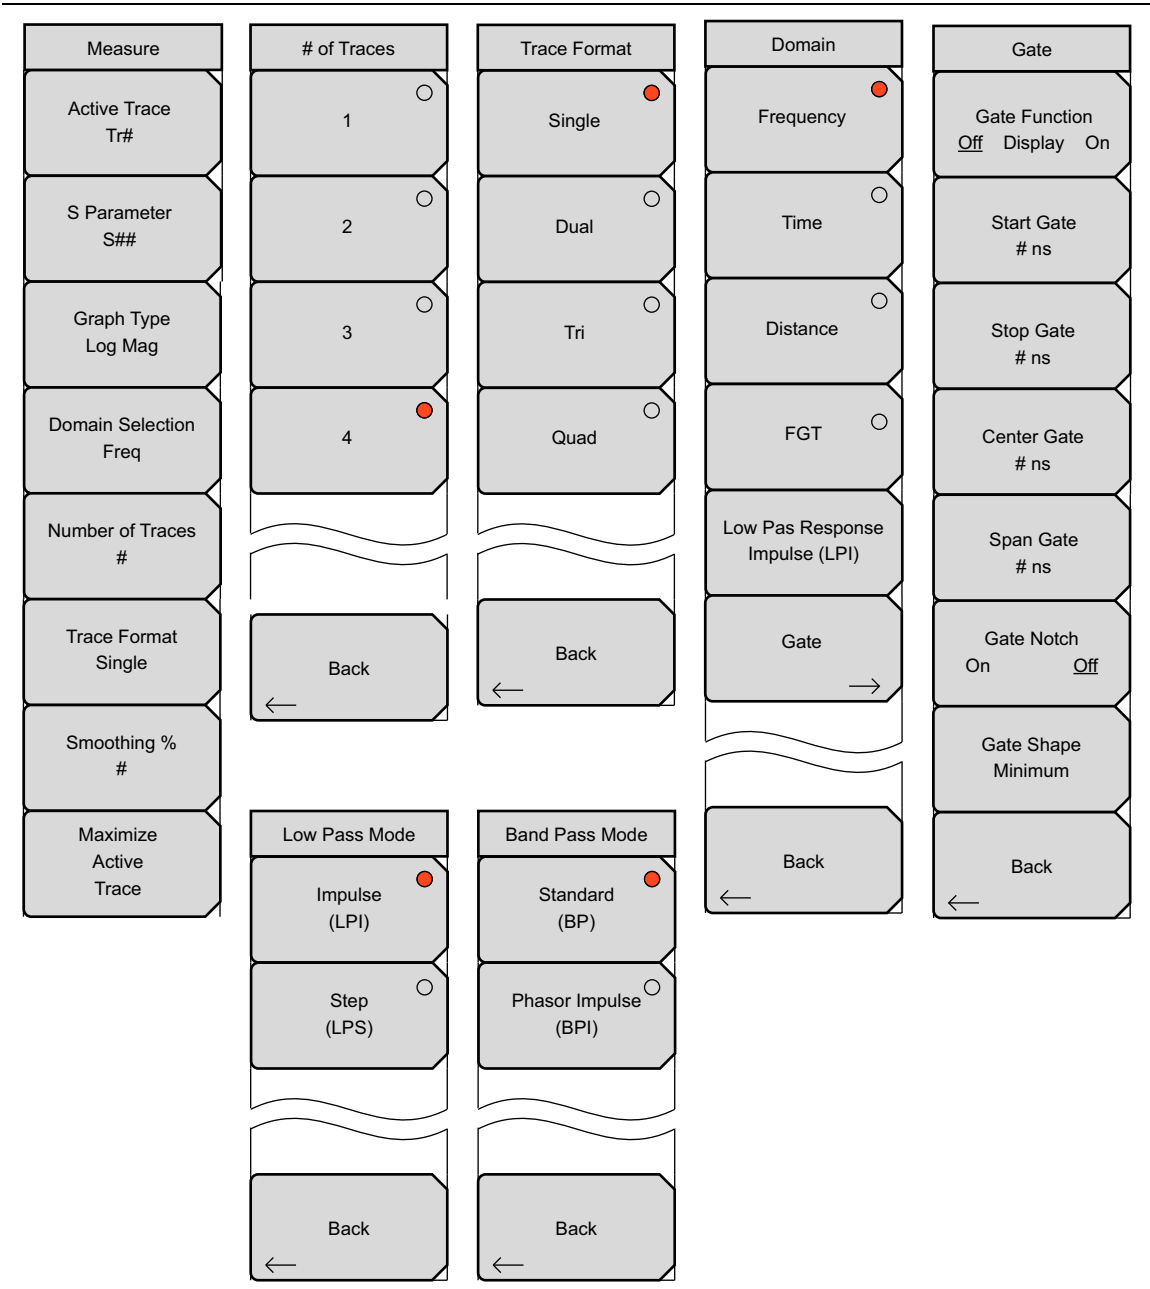 Measure
Active Trace
Tr#
S Parameter
S##
Graph Type
Log Mag
Domain Selection
Freq
Number of Traces
#
Trace Format
Single
Smoothing %
#
Maximize
Active
Trace
# of Traces
1
2
3
4
Back
Trace Format
Single
Dual
Tri
Quad
Back
Domain
Frequency
Time
Distance
FGT
Low Pas Response
Impulse (LPI)
Gate
Back
Gate
Gate Function
Off Display On
Start Gate
# ns
Stop Gate
# ns
Center Gate
# ns
Span Gate
# ns
Gate Notch
On Off
Gate Shape
Minimum
Back
Low Pass Mode
Impulse
(LPI)
Step
(LPS)
Back
Band Pass Mode
Standard
(BP)
Phasor Impulse
(BPI)
Back